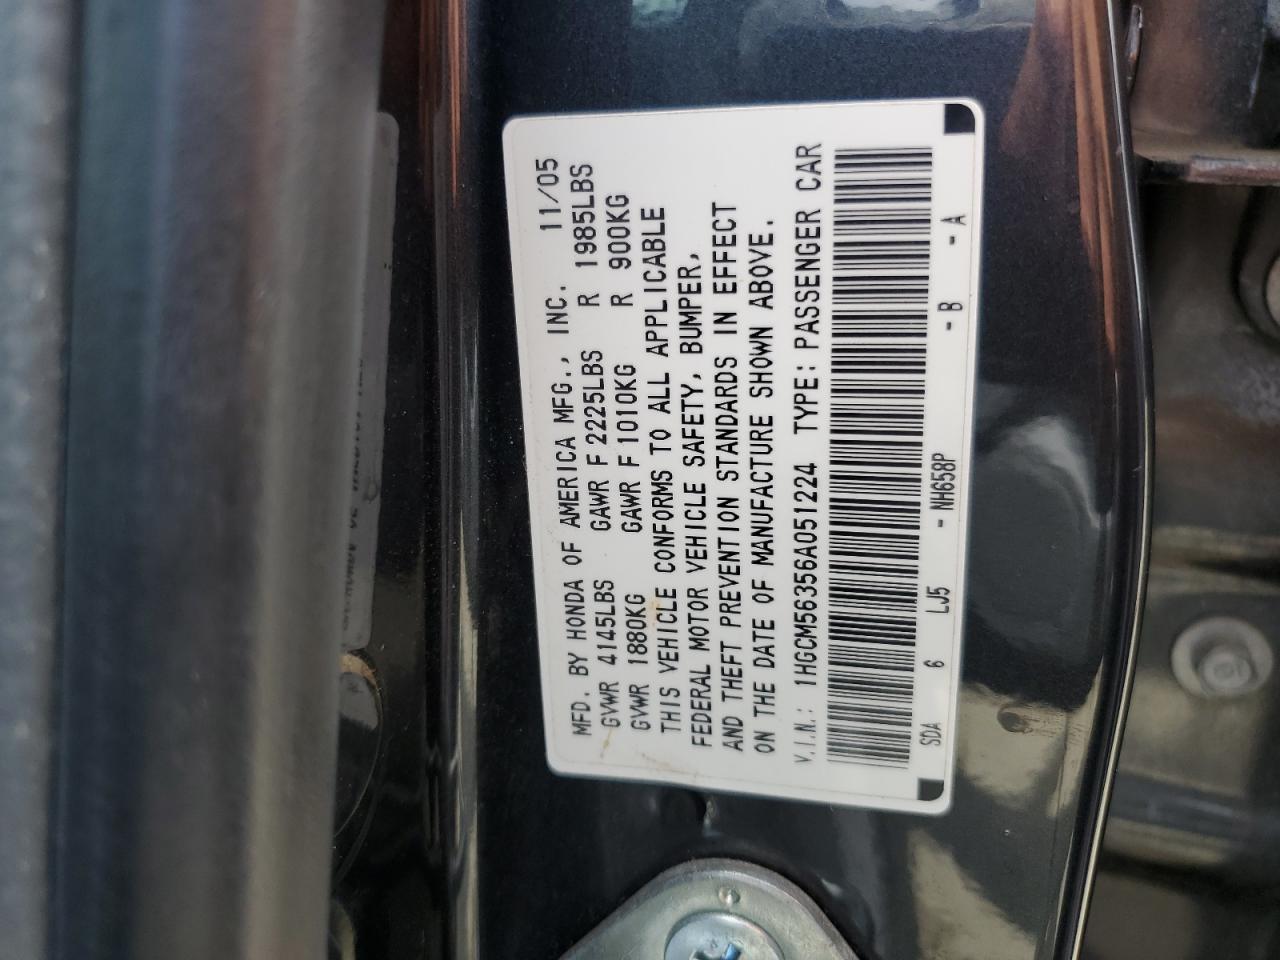 MFD. BY HONDA OF AMERICA MFG., INC. 11/05
GVWR 4145LBS GAWR F 2225LBS R 1985LBS
GVWR 1880KG GAWR F 1010KG R 900KG
THIS VEHICLE CONFORMS TO ALL APPLICABLE
FEDERAL MOTOR VEHICLE SAFETY, BUMPER,
AND THEFT PREVENTION STANDARDS IN EFFECT
ON THE DATE OF MANUFACTURE SHOWN ABOVE.
V.I.N.: 1HGCM56356A051224 TYPE: PASSENGER CAR
SDA 6 LJ5 - NH658P - B - A